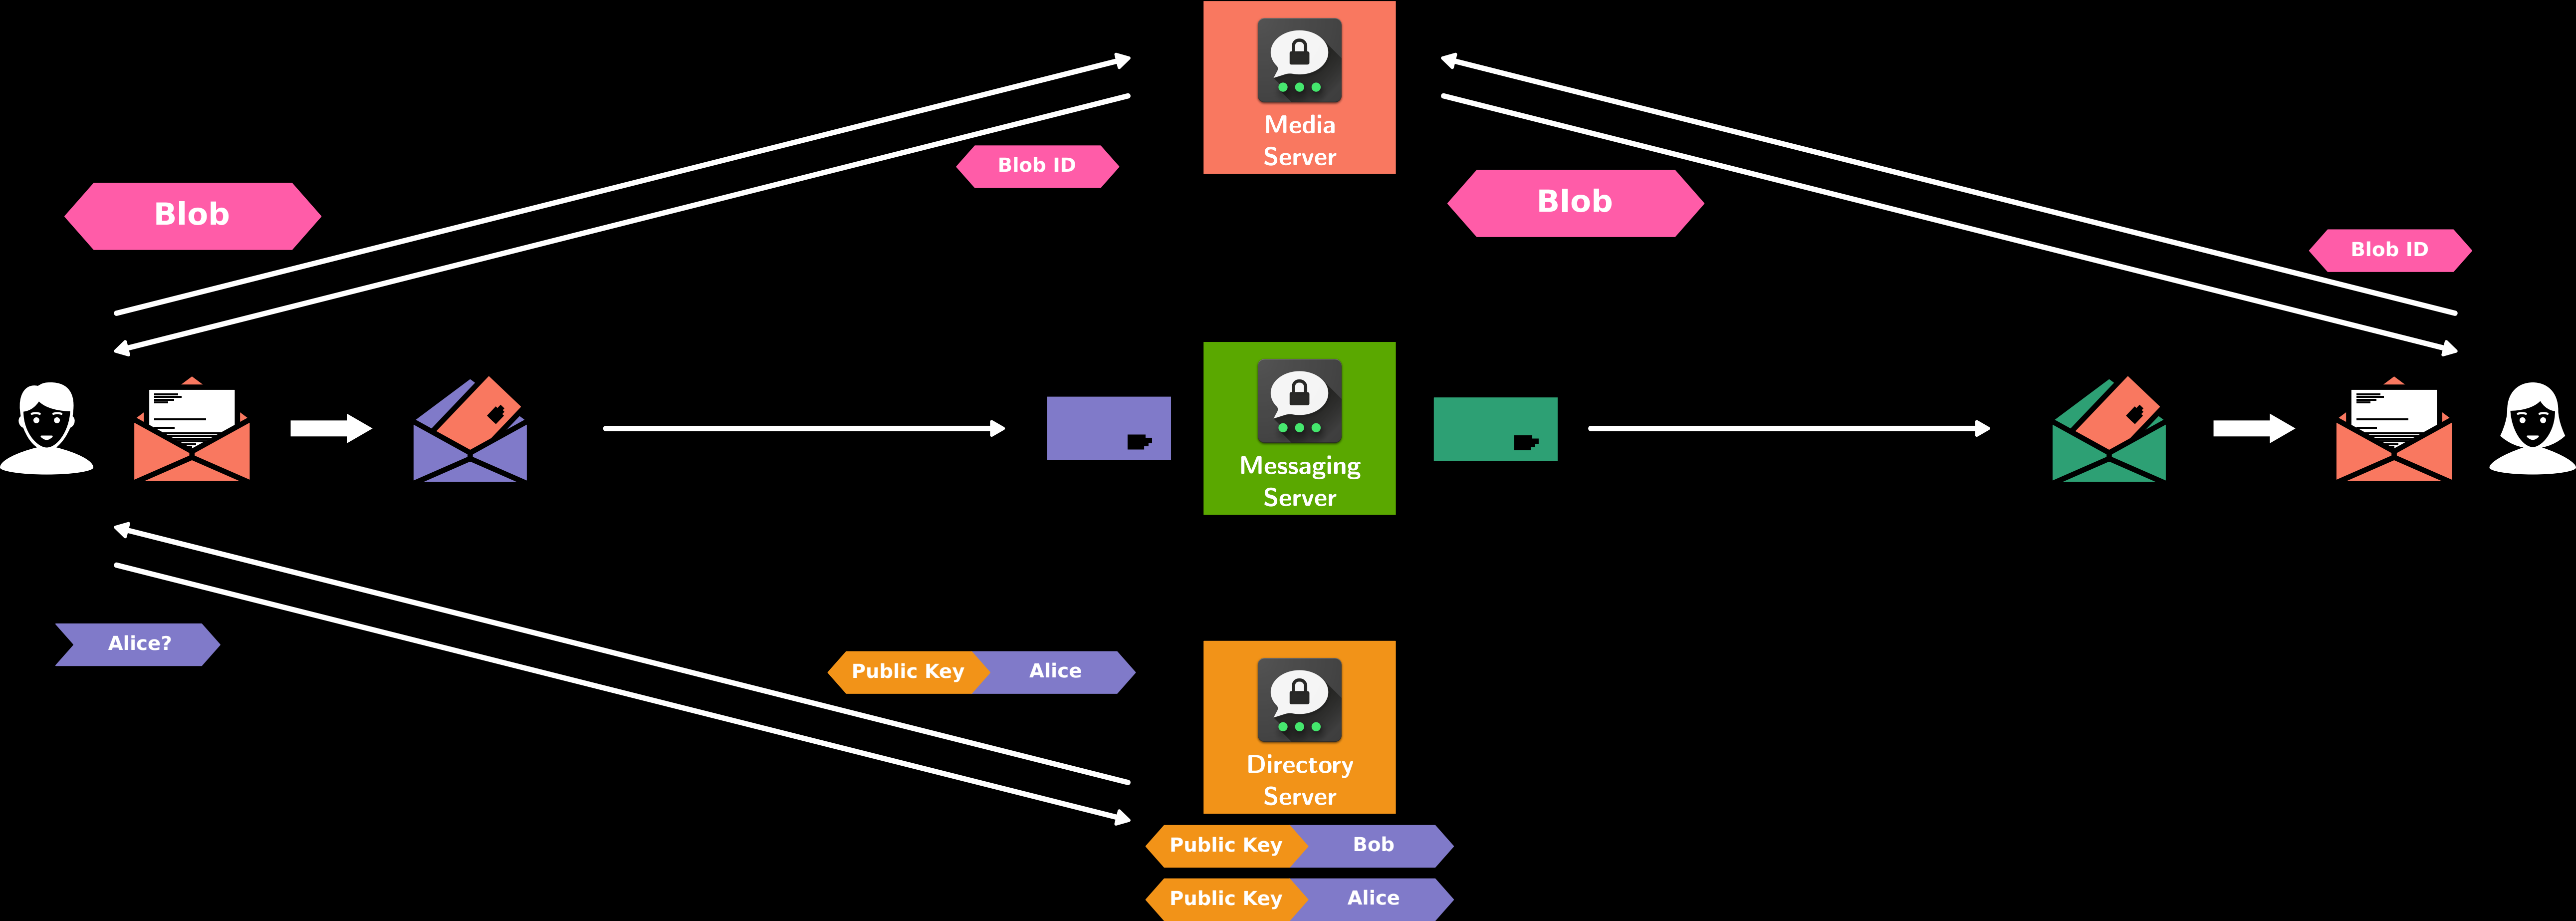 Media
Server
Blob ID
Blob
Blob
Blob ID
Messaging
Server
Alice?
Public Key Alice
Directory
Server
Public Key Bob
Public Key Alice